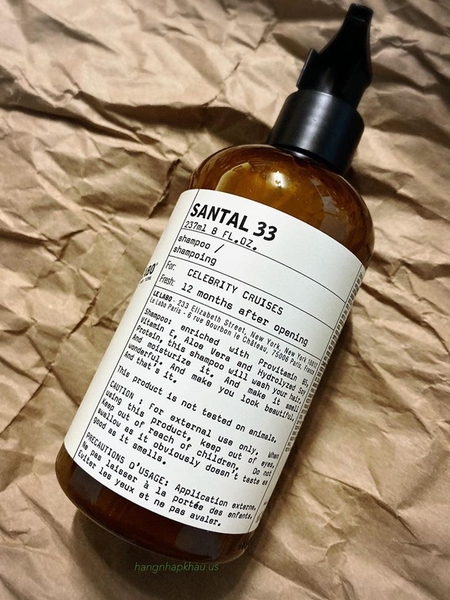 SANTAL 33
237ml 8 FL.OZ.
shampoo /
shampoing
For: CELEBRITY CRUISES
Fresh: 12 months after opening
LE LABO: 233 Elizabeth Street, New York, New York
Le Labo Paris - 6 rue Bourbon le Château, 75006 Paris,
Shampoo: enriched with Provitamin B5,
Vitamin E, Aloe Vera and Hydrolyzed
Protein, this shampoo will wash your hair.
And moisturize it. And make it smell
wonderful. And make you look beautiful.
And that's it.
This product is not tested on animals.
CAUTION : For external use only, when
using this product, keep out of eyes.
Keep out of reach of children. Do not
swallow as it obviously doesn't taste as
good as it smells.
PRECAUTIONS D'USAGE: Application externe.
Ne pas laisser à la portée des enfants.
Eviter les yeux et ne pas avaler.
hangnhapkhau.us